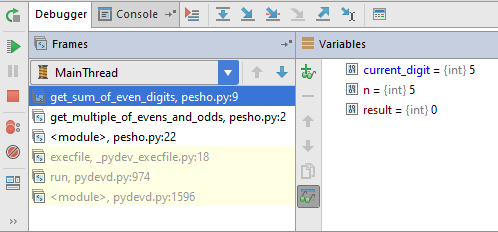 Debugger
Console
Frames
Variables
MainThread
get_sum_of_even_digits, pesho.py:9
get_multiple_of_evens_and_odds, pesho.py:2
<module>, pesho.py:22
execfile, _pydev_execfile.py:18
run, pydevd.py:974
<module>, pydevd.py:1596
current_digit = {int} 5
n = {int} 5
result = {int} 0